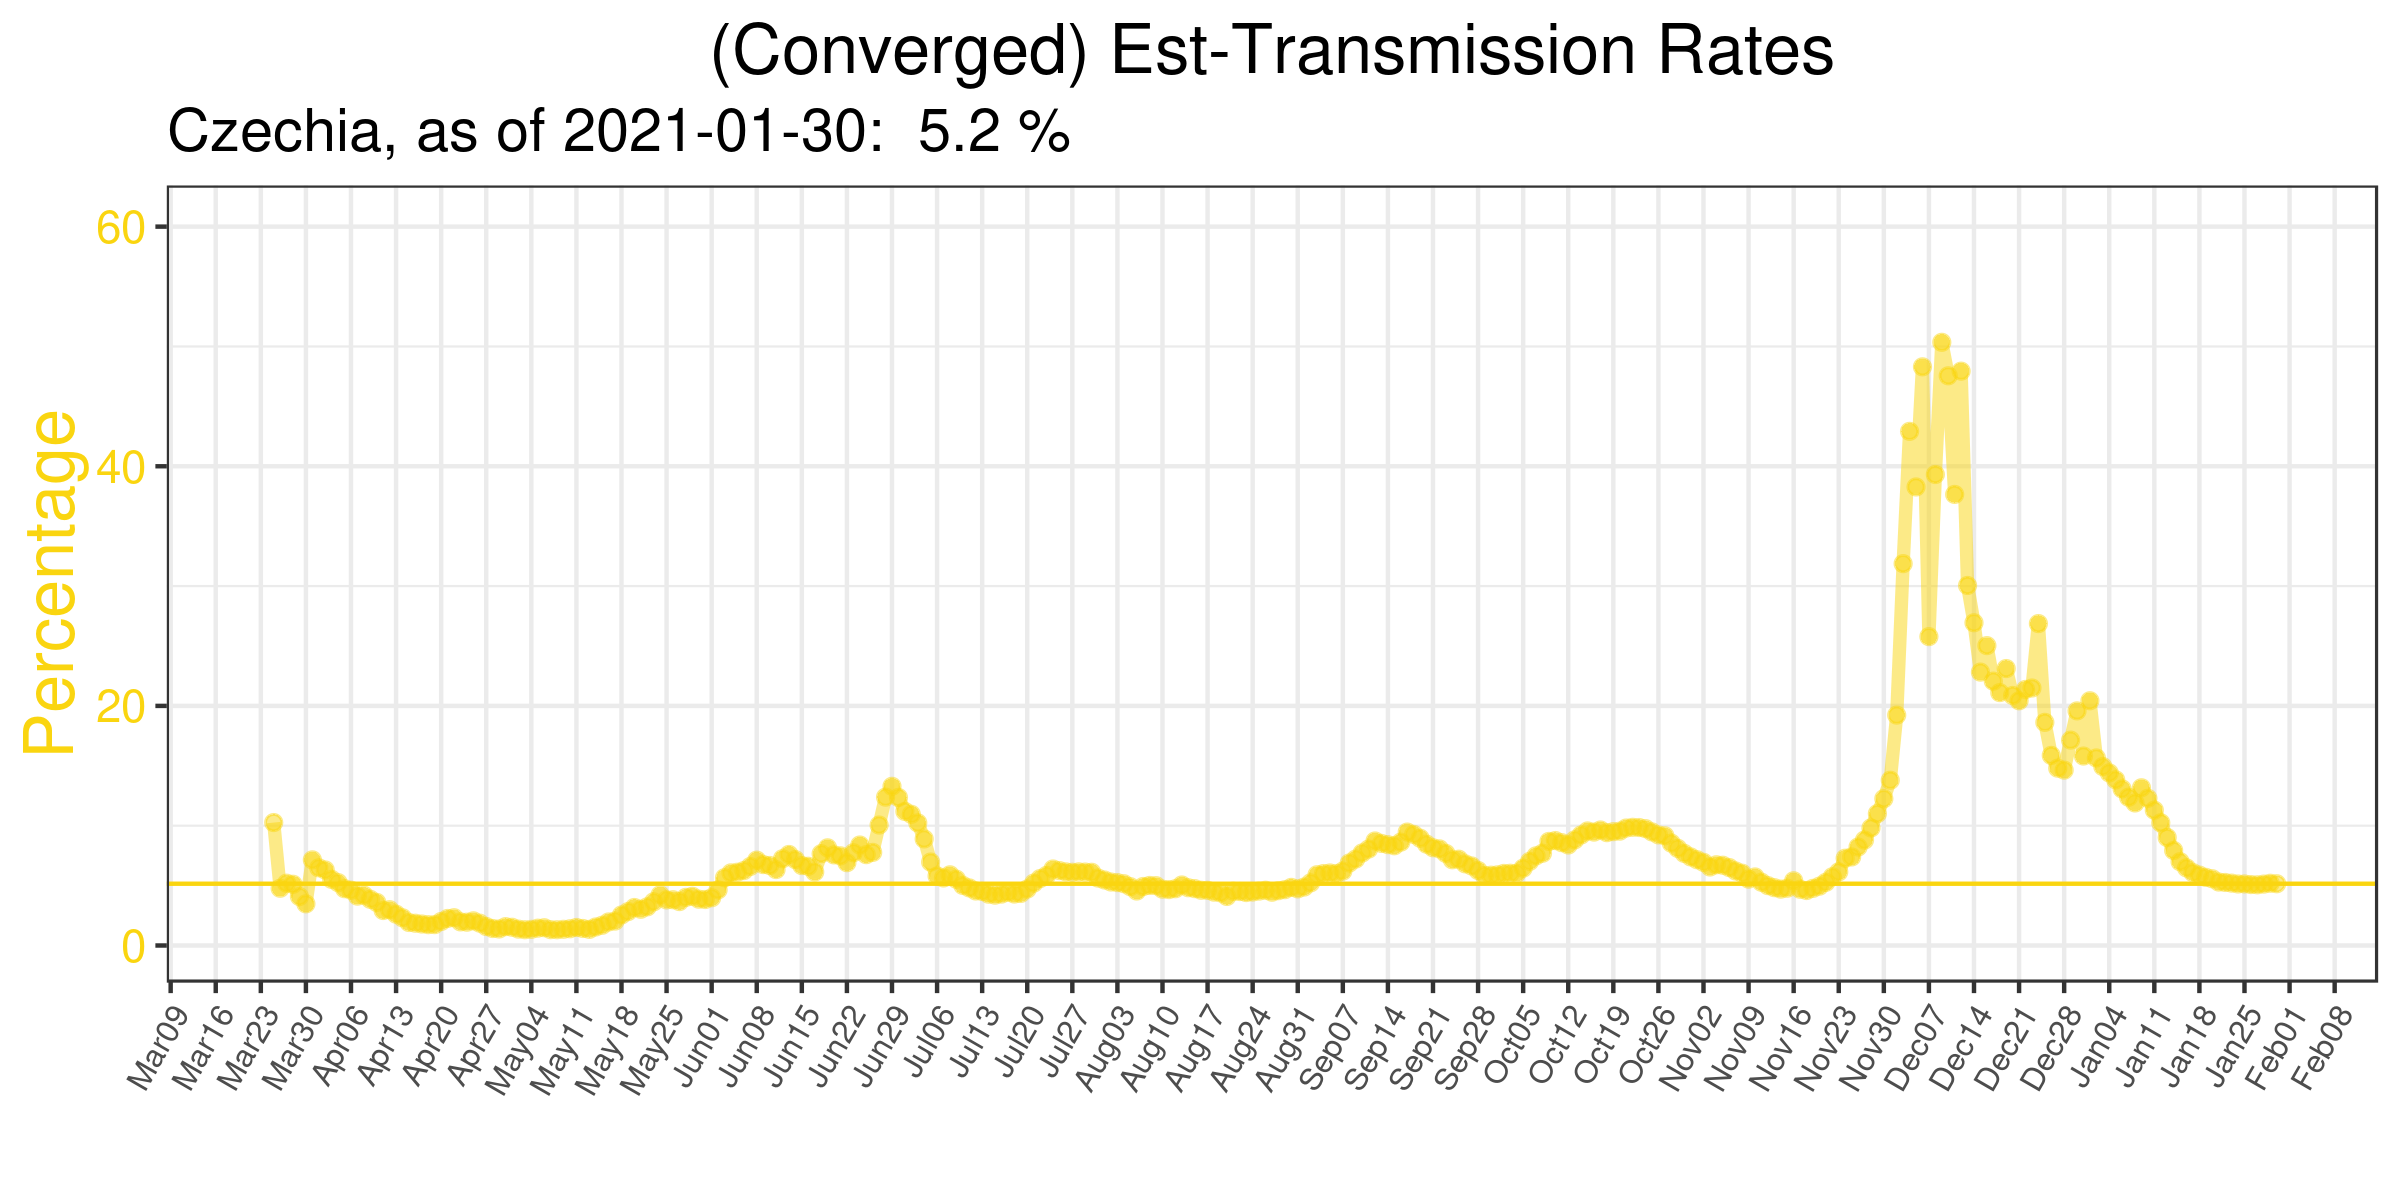 (Converged) Est-Transmission Rates
Czechia, as of 2021-01-30:  5.2 %
Percentage
60
40
20
0
Mar09
Mar16
Mar23
Mar30
Apr06
Apr13
Apr20
Apr27
May04
May11
May18
May25
Jun01
Jun08
Jun15
Jun22
Jun29
Jul06
Jul13
Jul20
Jul27
Aug03
Aug10
Aug17
Aug24
Aug31
Sep07
Sep14
Sep21
Sep28
Oct05
Oct12
Oct19
Oct26
Nov02
Nov09
Nov16
Nov23
Nov30
Dec07
Dec14
Dec21
Dec28
Jan04
Jan11
Jan18
Jan25
Feb01
Feb08